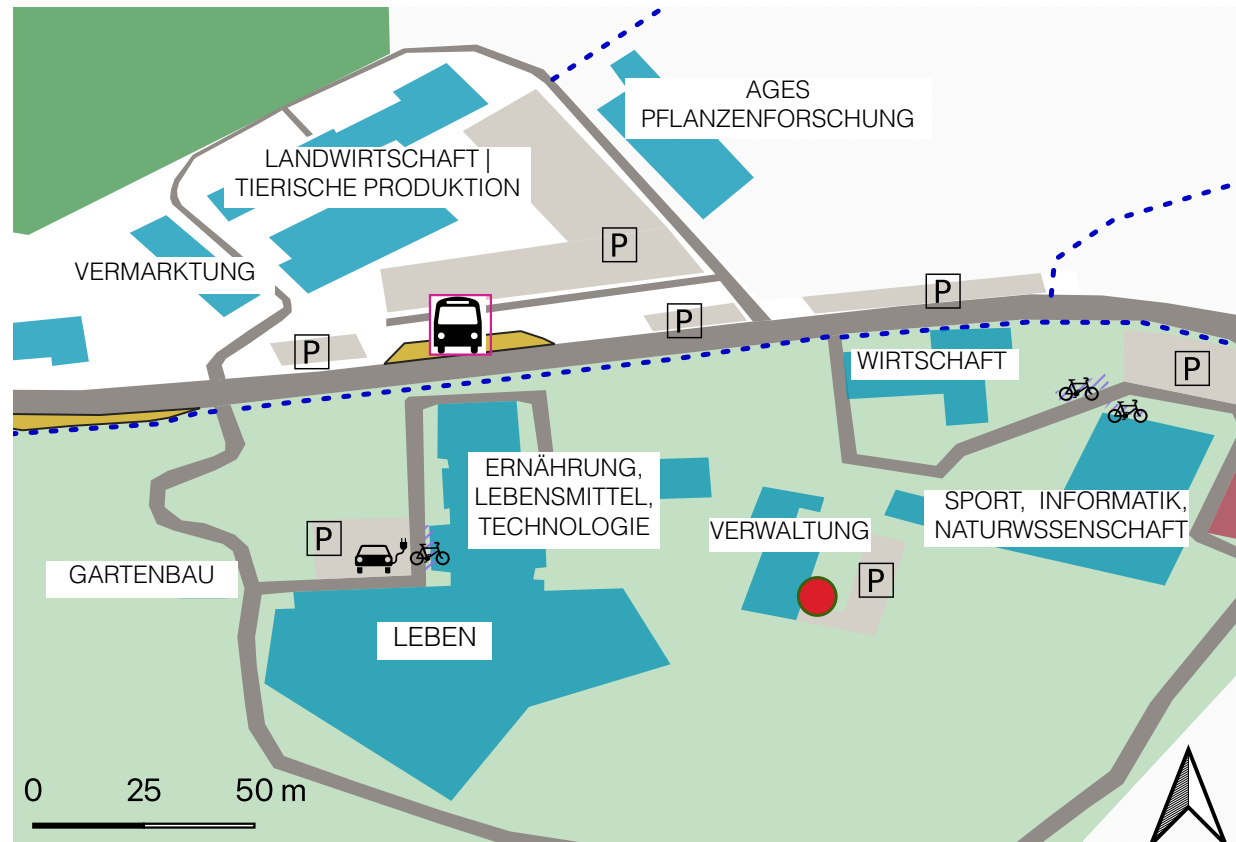 AGES
PFLANZENFORSCHUNG
LANDWIRTSCHAFT |
TIERISCHE PRODUKTION
P
VERMARKTUNG
P
P
P
WIRTSCHAFT
P
ERNÄHRUNG,
LEBENSMITTEL,
TECHNOLOGIE
SPORT, INFORMATIK,
NATURWSSENSCHAFT
VERWALTUNG
P
GARTENBAU
P
LEBEN
0 25 50 m